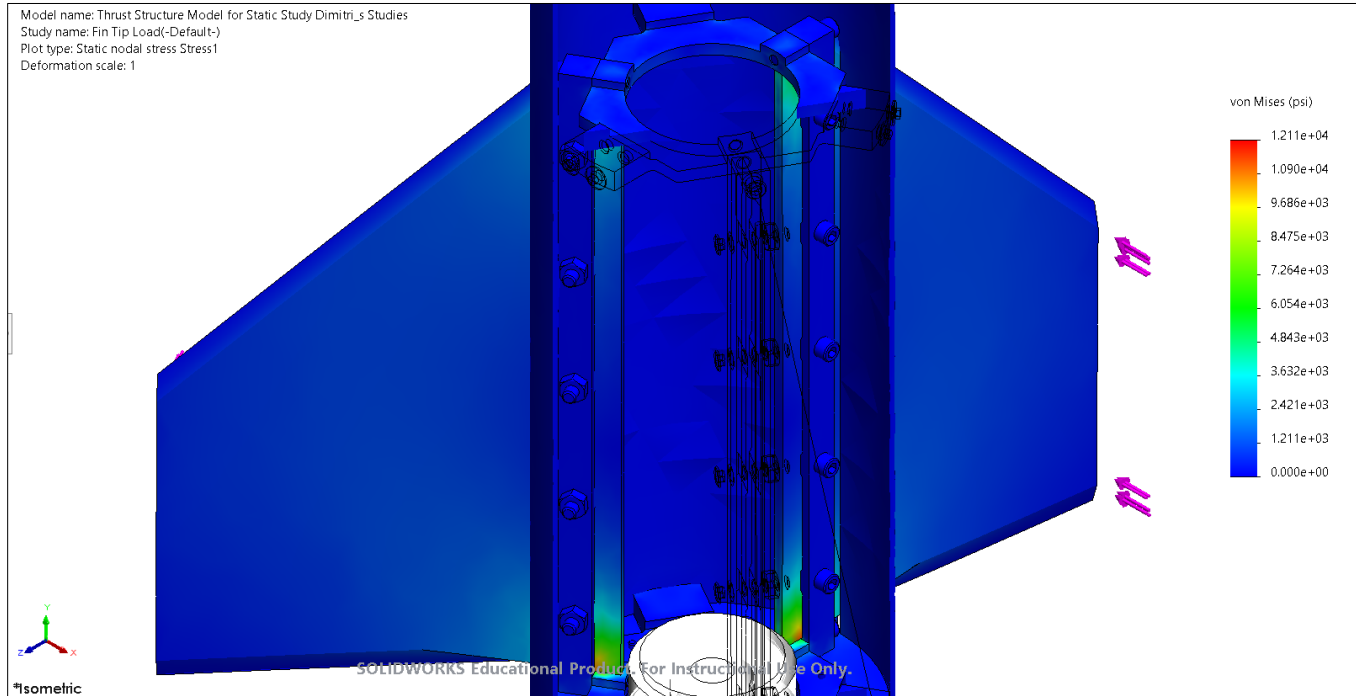 Model name: Thrust Structure Model for Static Study Dimitri_s Studies
Study name: Fin Tip Load(-Default-)
Plot type: Static nodal stress Stress1
Deformation scale: 1
von Mises (psi)
1.211e+04
1.090e+04
9.686e+03
8.475e+03
7.264e+03
6.054e+03
4.843e+03
3.632e+03
2.421e+03
1.211e+03
0.000e+00
Y
Z
X
SOLIDWORKS Educational Product. For Instructional Use Only.
*Isometric